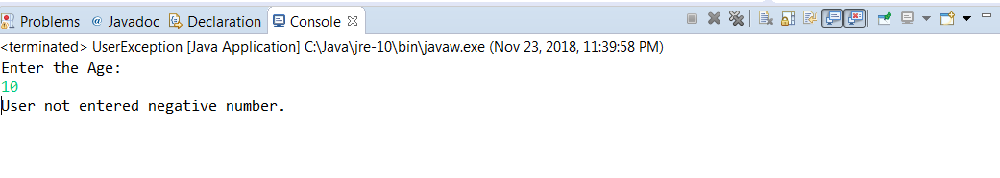 Problems @ Javadoc Declaration Console
<terminated> UserException [Java Application] C:\Java\jre-10\bin\javaw.exe (Nov 23, 2018, 11:39:58 PM)
Enter the Age:
10
User not entered negative number.